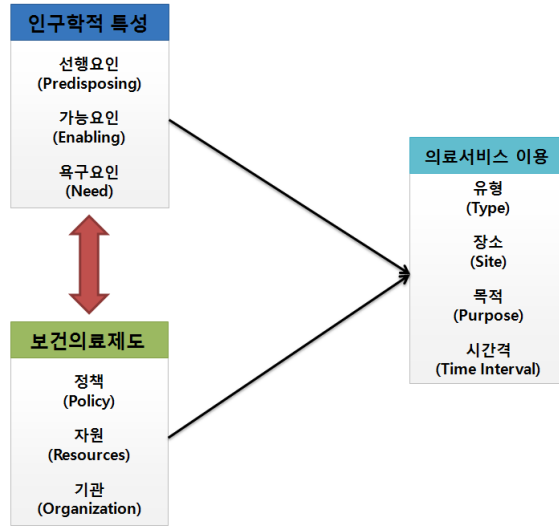 인구학적 특성
선행요인
(Predisposing)
가능요인
(Enabling)
욕구요인
(Need)
보건의료제도
정책
(Policy)
자원
(Resources)
기관
(Organization)
의료서비스 이용
유형
(Type)
장소
(Site)
목적
(Purpose)
시간격
(Time Interval)